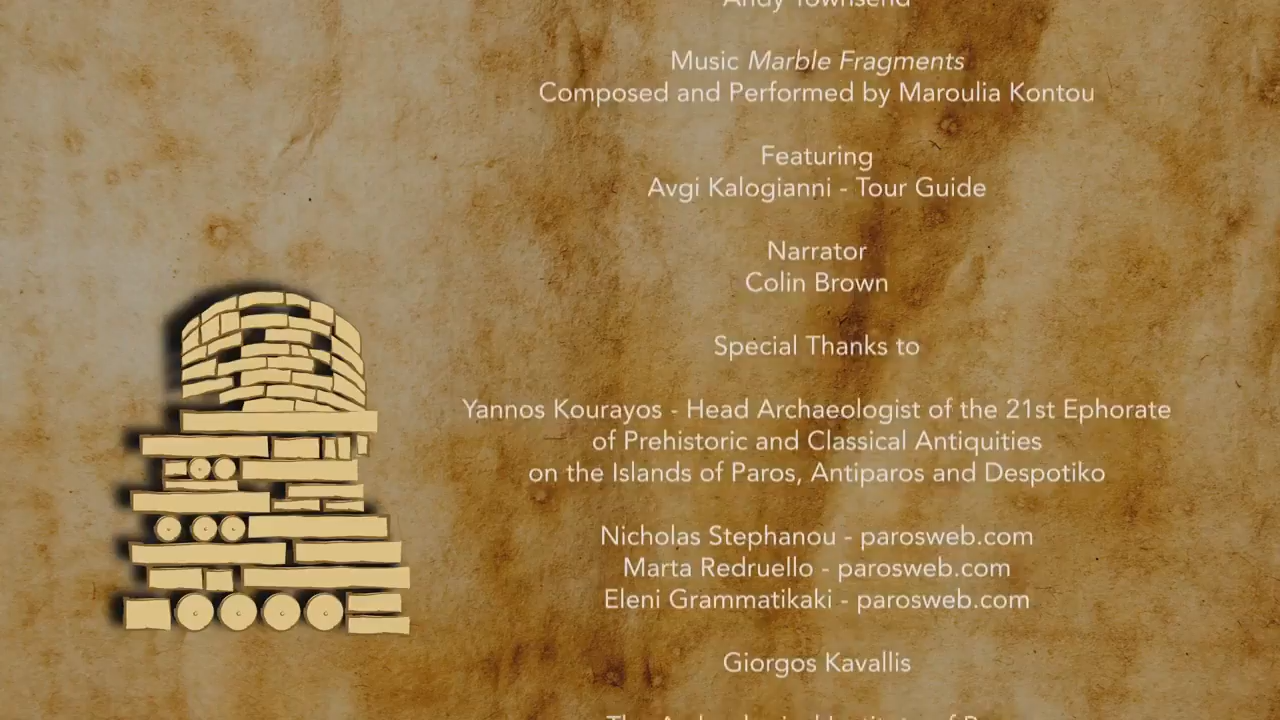 Andy Townsend
Music Marble Fragments
Composed and Performed by Maroulia Kontou
Featuring
Avgi Kalogianni - Tour Guide
Narrator
Colin Brown
Special Thanks to
Yannos Kourayos - Head Archaeologist of the 21st Ephorate
of Prehistoric and Classical Antiquities
on the Islands of Paros, Antiparos and Despotiko
Nicholas Stephanou - parosweb.com
Marta Redruello - parosweb.com
Eleni Grammatikaki - parosweb.com
Giorgos Kavallis